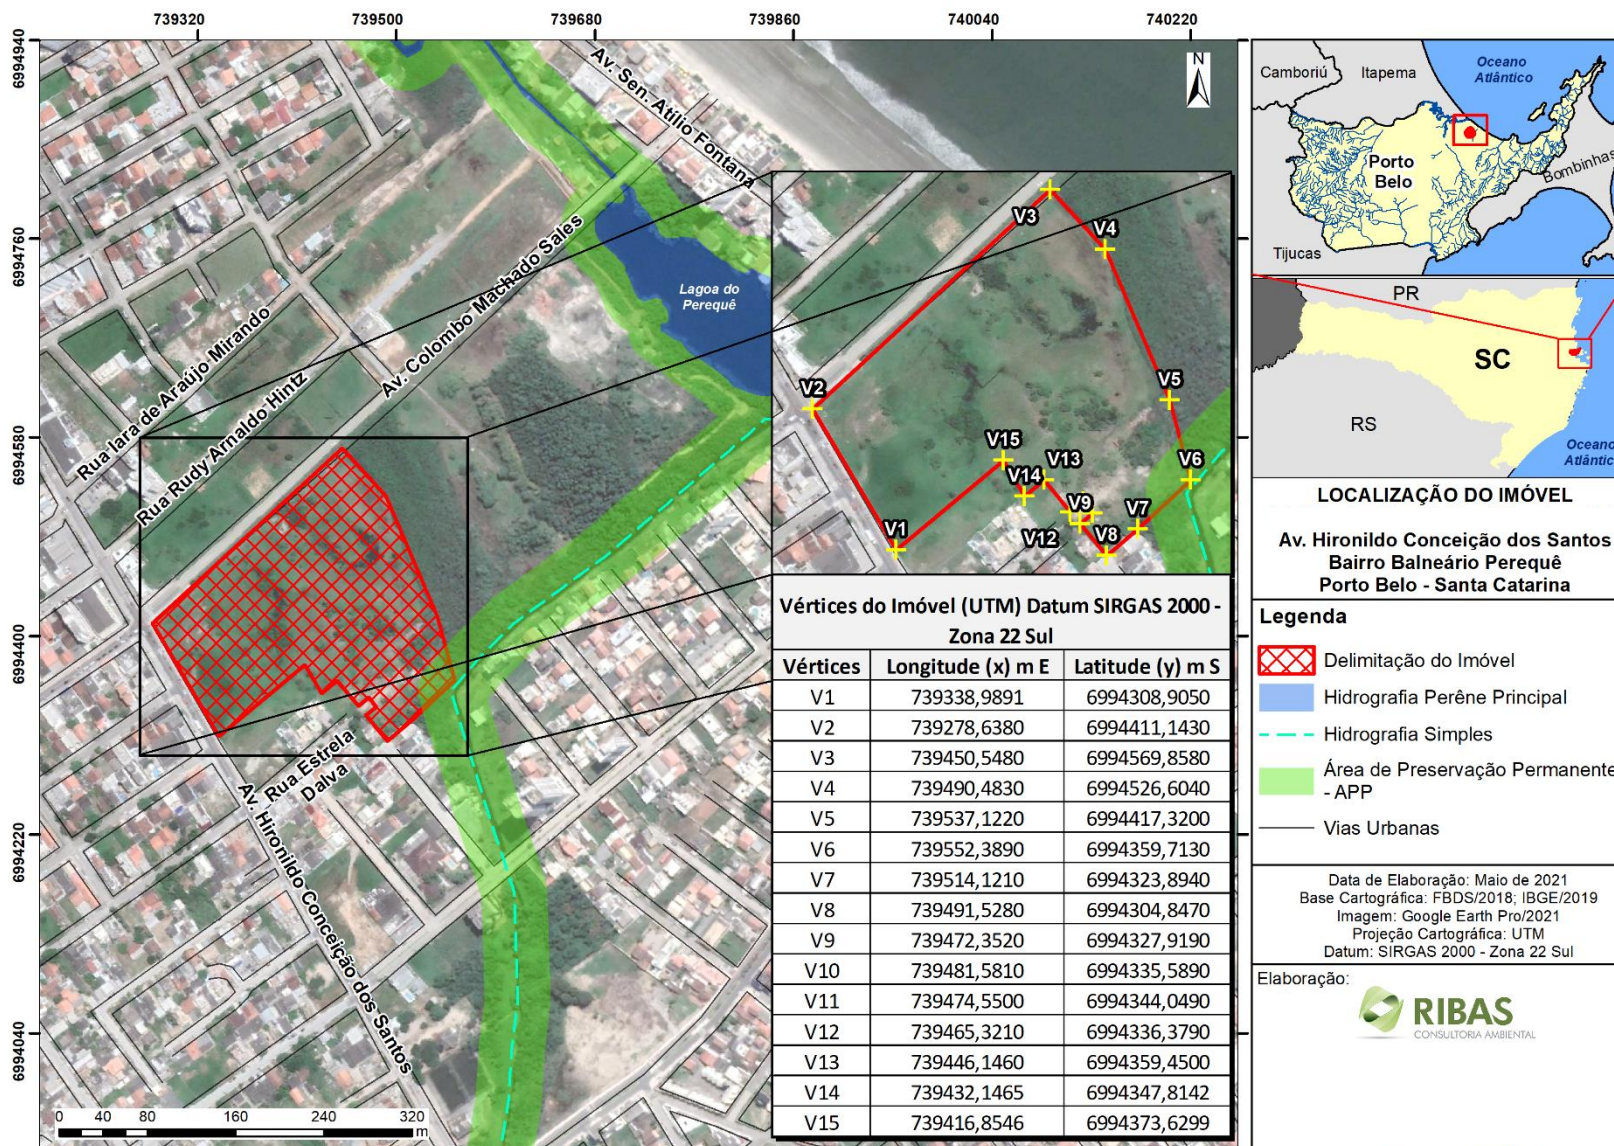 739320 739500 739680 739860 740040 740220
6994940
6994760
6994580
6994400
6994220
6994040
Av. Sen. Atílio Fontana
Av. Colombo Machado Sales
Rua Iara de Araújo Mirando
Rua Rudy Arnaldo Hintz
Lagoa do
Perequê
Rua Estrela
Dalva
Av. Hironildo Conceição dos Santos
0 40 80 160 240 320
m
N
V3
V4
V2
V5
V15
V13
V6
V14
V9
V7
V1
V12
V8
Vértices do Imóvel (UTM) Datum SIRGAS 2000 -
Zona 22 Sul
Vértices Longitude (x) m E Latitude (y) m S
V1 739338,9891 6994308,9050
V2 739278,6380 6994411,1430
V3 739450,5480 6994569,8580
V4 739490,4830 6994526,6040
V5 739537,1220 6994417,3200
V6 739552,3890 6994359,7130
V7 739514,1210 6994323,8940
V8 739491,5280 6994304,8470
V9 739472,3520 6994327,9190
V10 739481,5810 6994335,5890
V11 739474,5500 6994344,0490
V12 739465,3210 6994336,3790
V13 739446,1460 6994359,4500
V14 739432,1465 6994347,8142
V15 739416,8546 6994373,6299
Camboriú
Itapema
Oceano
Atlântico
Porto
Belo
Bombinhas
Tijucas
PR
SC
RS
Oceano
Atlântico
LOCALIZAÇÃO DO IMÓVEL
Av. Hironildo Conceição dos Santos
Bairro Balneário Perequê
Porto Belo - Santa Catarina
Legenda
Delimitação do Imóvel
Hidrografia Perêne Principal
Hidrografia Simples
Área de Preservação Permanente
- APP
Vias Urbanas
Data de Elaboração: Maio de 2021
Base Cartográfica: FBDS/2018; IBGE/2019
Imagem: Google Earth Pro/2021
Projeção Cartográfica: UTM
Datum: SIRGAS 2000 - Zona 22 Sul
Elaboração:
RIBAS
CONSULTORIA AMBIENTAL